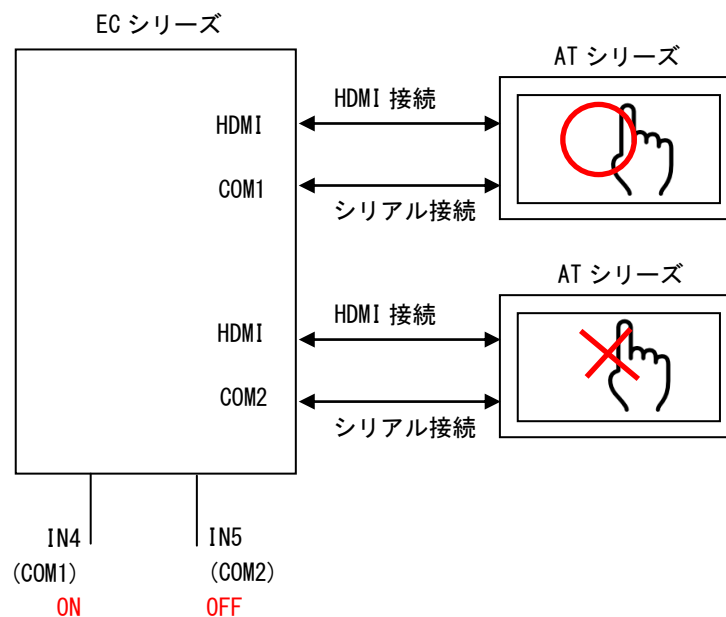 EC シリーズ
AT シリーズ
HDMI 接続
HDMI
COM1
シリアル接続
AT シリーズ
HDMI 接続
HDMI
COM2
シリアル接続
IN4
IN5
(COM1)
(COM2)
ON
OFF